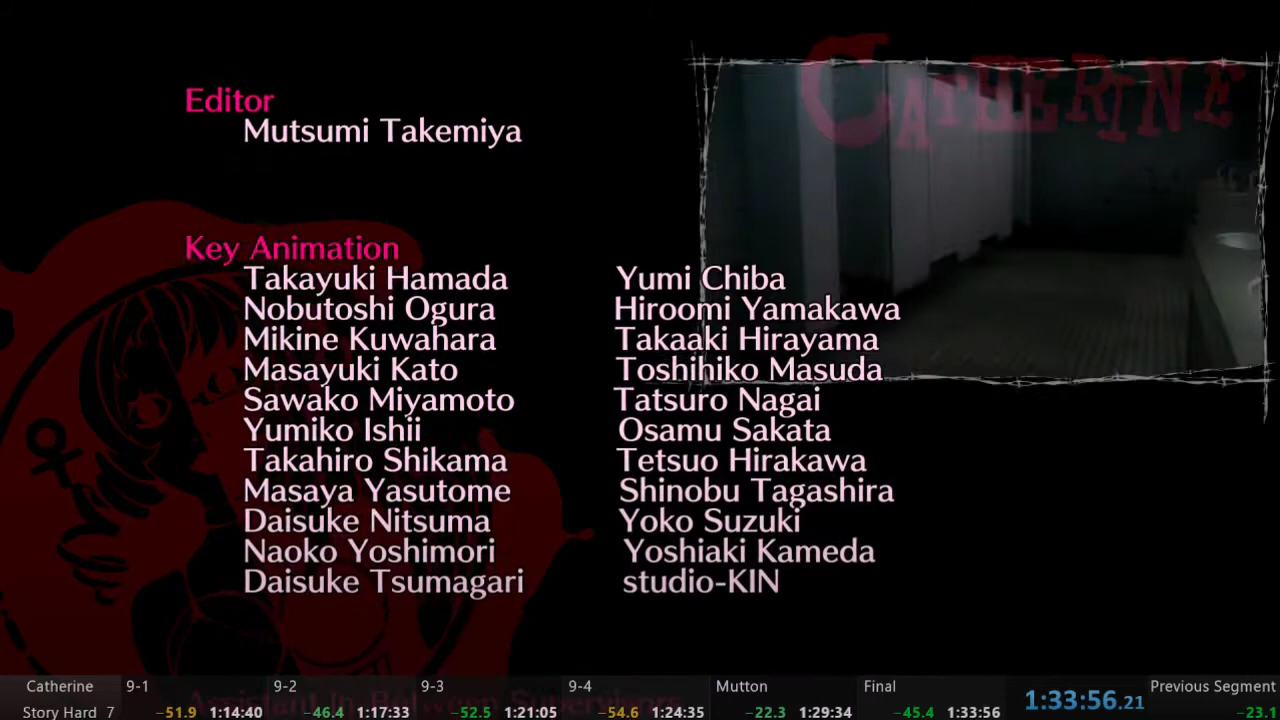 CATHERINE
Editor
Mutsumi Takemiya
Key Animation
Takayuki Hamada Yumi Chiba
Nobutoshi Ogura Hiroomi Yamakawa
Mikine Kuwahara Takaaki Hirayama
Masayuki Kato Toshihiko Masuda
Sawako Miyamoto Tatsuro Nagai
Yumiko Ishii Osamu Sakata
Takahiro Shikama Tetsuo Hirakawa
Masaya Yasutome Shinobu Tagashira
Daisuke Nitsuma Yoko Suzuki
Naoko Yoshimori Yoshiaki Kameda
Daisuke Tsumagari studio-KIN
Assistant In-Between Supervisors
Catherine 9-1 9-2 9-3 9-4 Mutton Final 1:33:56.21 Previous Segment
Story Hard 7 −51.9 1:14:40 −46.4 1:17:33 −52.5 1:21:05 −54.6 1:24:35 −22.3 1:29:34 −45.4 1:33:56 −23.1